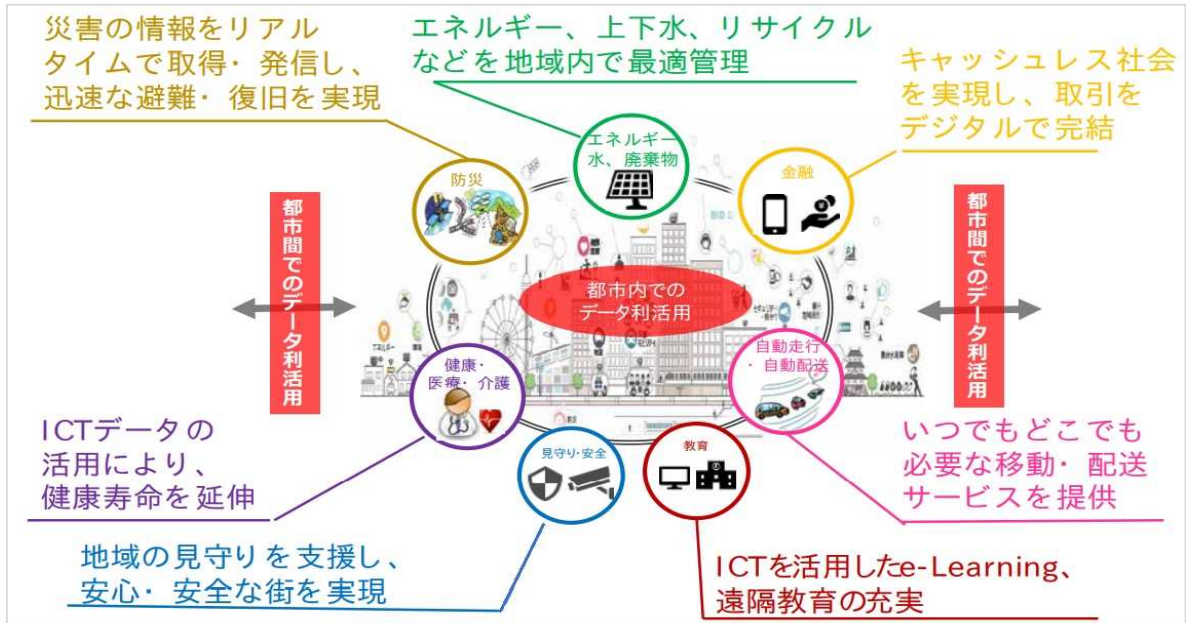 災害の情報をリアル
タイムで取得・発信し、
迅速な避難・復旧を実現
エネルギー、上下水、リサイクル
などを地域内で最適管理
キャッシュレス社会
を実現し、取引を
デジタルで完結
エネルギー
水、廃棄物
防災
金融
都市間でのデータ利活用
都市内での
データ利活用
都市間でのデータ利活用
健康・
医療・介護
自動走行
・自動配送
見守り・安全
教育
ICTデータの
活用により、
健康寿命を延伸
いつでもどこでも
必要な移動・配送
サービスを提供
地域の見守りを支援し、
安心・安全な街を実現
ICTを活用したe-Learning、
遠隔教育の充実